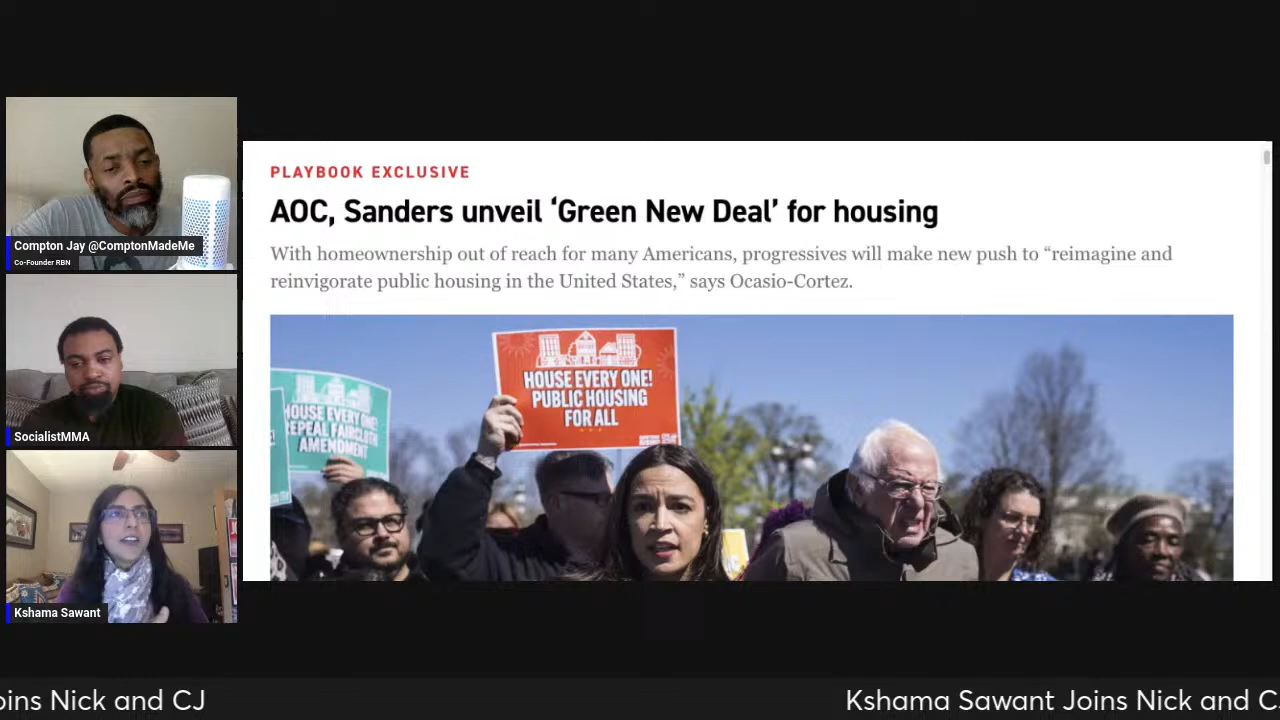 Compton Jay @ComptonMadeMe
Co-Founder RBN
SocialistMMA
Kshama Sawant
PLAYBOOK EXCLUSIVE
AOC, Sanders unveil ‘Green New Deal’ for housing
With homeownership out of reach for many Americans, progressives will make new push to “reimagine and
reinvigorate public housing in the United States,” says Ocasio-Cortez.
HOUSE EVERY ONE!
PUBLIC HOUSING
FOR ALL
HOUSE EVERY ONE!
REPEAL FAIRCLOTH
AMENDMENT
oins Nick and CJ
Kshama Sawant Joins Nick and C